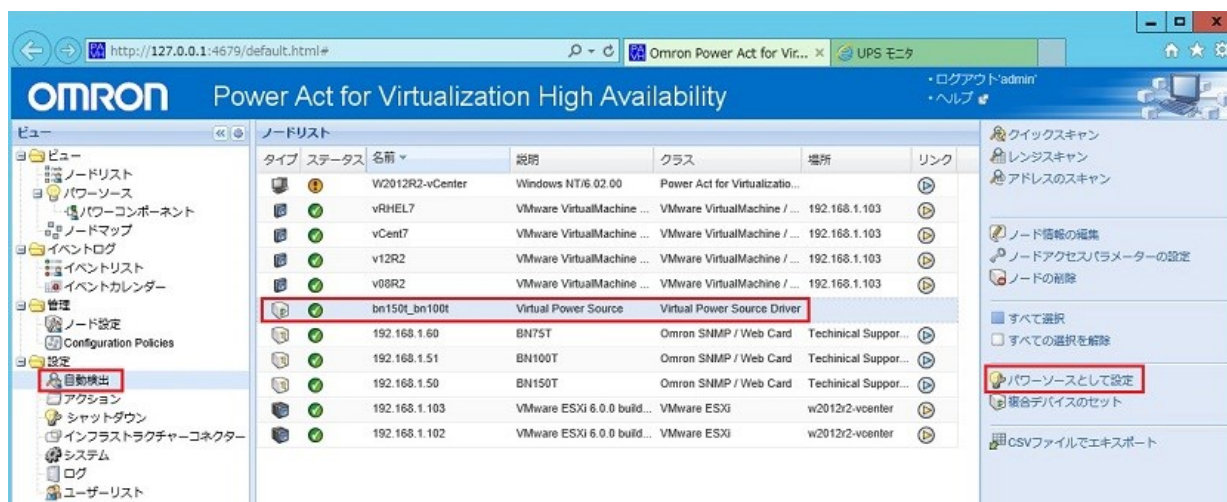 http://127.0.0.1:4679/default.html#
Omron Power Act for Vir...
UPS モニタ
OMRON
Power Act for Virtualization High Availability
・ログアウト'admin'
・ヘルプ
ビュー
ビュー
ノードリスト
パワーソース
パワーコンポーネント
ノードマップ
イベントログ
イベントリスト
イベントカレンダー
管理
ノード設定
Configuration Policies
設定
自動検出
アクション
シャットダウン
インフラストラクチャーコネクター
システム
ログ
ユーザーリスト
ノードリスト
タイプ ステータス 名前 説明 クラス 場所 リンク
W2012R2-vCenter Windows NT/6.02.00 Power Act for Virtualizatio...
vRHEL7 VMware VirtualMachine ... VMware VirtualMachine / ... 192.168.1.103
vCent7 VMware VirtualMachine ... VMware VirtualMachine / ... 192.168.1.103
v12R2 VMware VirtualMachine ... VMware VirtualMachine / ... 192.168.1.103
v08R2 VMware VirtualMachine ... VMware VirtualMachine / ... 192.168.1.103
bn150t_bn100t Virtual Power Source Virtual Power Source Driver
192.168.1.60 BN75T Omron SNMP / Web Card Techinical Suppor...
192.168.1.51 BN100T Omron SNMP / Web Card Techinical Suppor...
192.168.1.50 BN150T Omron SNMP / Web Card Techinical Suppor...
192.168.1.103 VMware ESXi 6.0.0 build... VMware ESXi w2012r2-vcenter
192.168.1.102 VMware ESXi 6.0.0 build... VMware ESXi w2012r2-vcenter
クイックスキャン
レンジスキャン
アドレスのスキャン
ノード情報の編集
ノードアクセスパラメーターの設定
ノードの削除
すべて選択
すべての選択を解除
パワーソースとして設定
複合デバイスのセット
CSVファイルでエキスポート